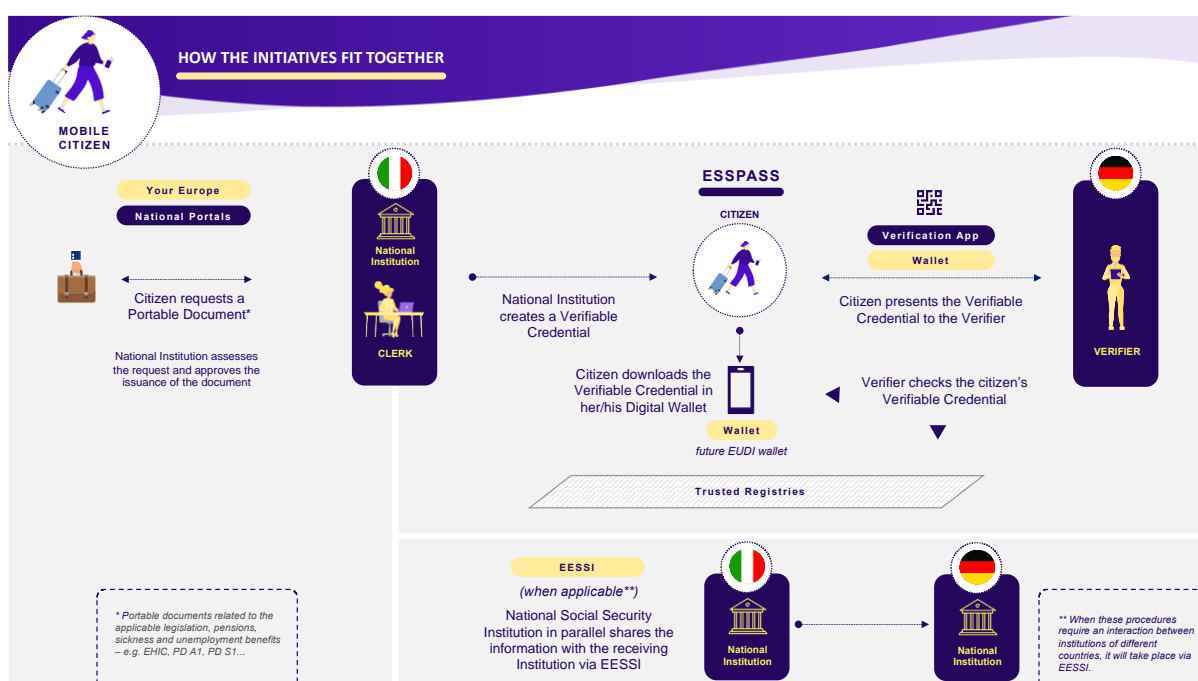 HOW THE INITIATIVES FIT TOGETHER
MOBILE
CITIZEN
Your Europe
National Portals
Citizen requests a
Portable Document*
National Institution assesses
the request and approves the
issuance of the document
National
Institution
CLERK
National Institution
creates a Verifiable
Credential
ESSPASS
CITIZEN
Citizen downloads the
Verifiable Credential in
her/his Digital Wallet
Wallet
future EUDI wallet
Verification App
Wallet
Citizen presents the Verifiable
Credential to the Verifier
Verifier checks the citizen's
Verifiable Credential
VERIFIER
Trusted Registries
EESSI
(when applicable**)
National Social Security
Institution in parallel shares the
information with the receiving
Institution via EESSI
National
Institution
National
Institution
* Portable documents related to the
applicable legislation, pensions,
sickness and unemployment benefits
– e.g. EHIC, PD A1, PD S1...
** When these procedures
require an interaction between
institutions of different
countries, it will take place via
EESSI.